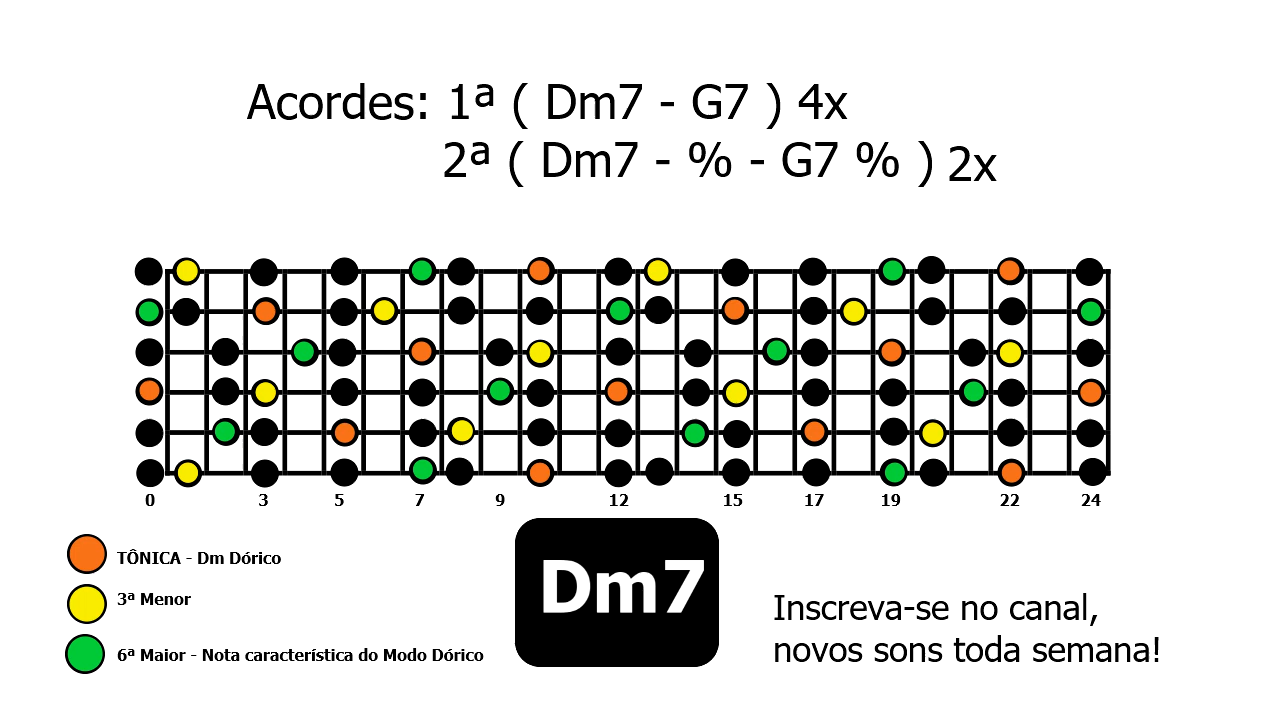 Acordes: 1ª ( Dm7 - G7 ) 4x
2ª ( Dm7 - % - G7 % ) 2x
0 3 5 7 9 12 15 17 19 22 24
TÔNICA - Dm Dórico
3ª Menor
6ª Maior - Nota característica do Modo Dórico
Dm7
Inscreva-se no canal,
novos sons toda semana!